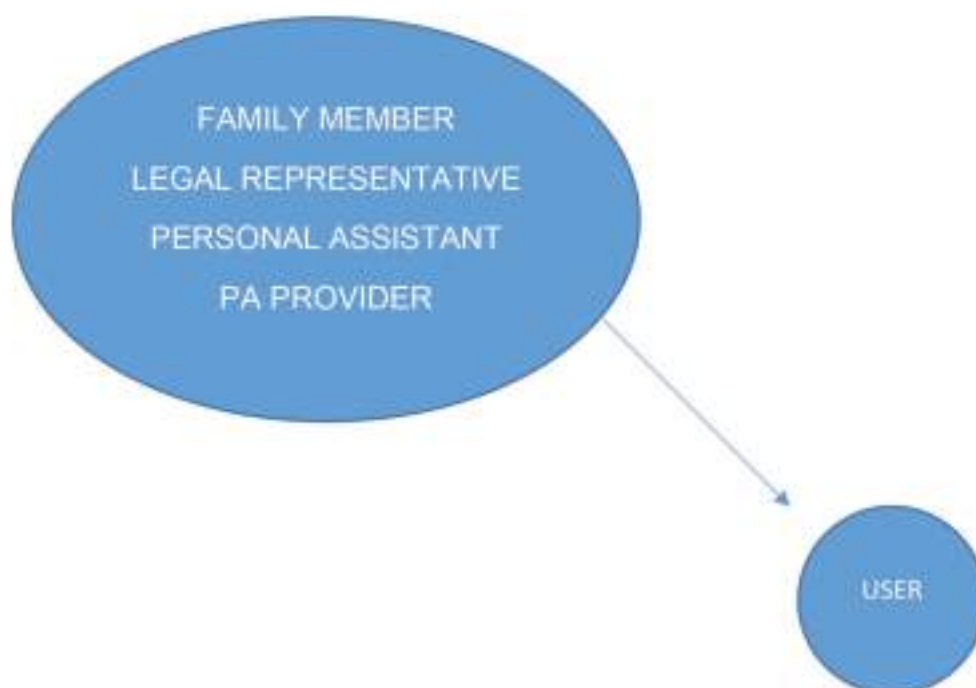 FAMILY MEMBER
LEGAL REPRESENTATIVE
PERSONAL ASSISTANT
PA PROVIDER
USER